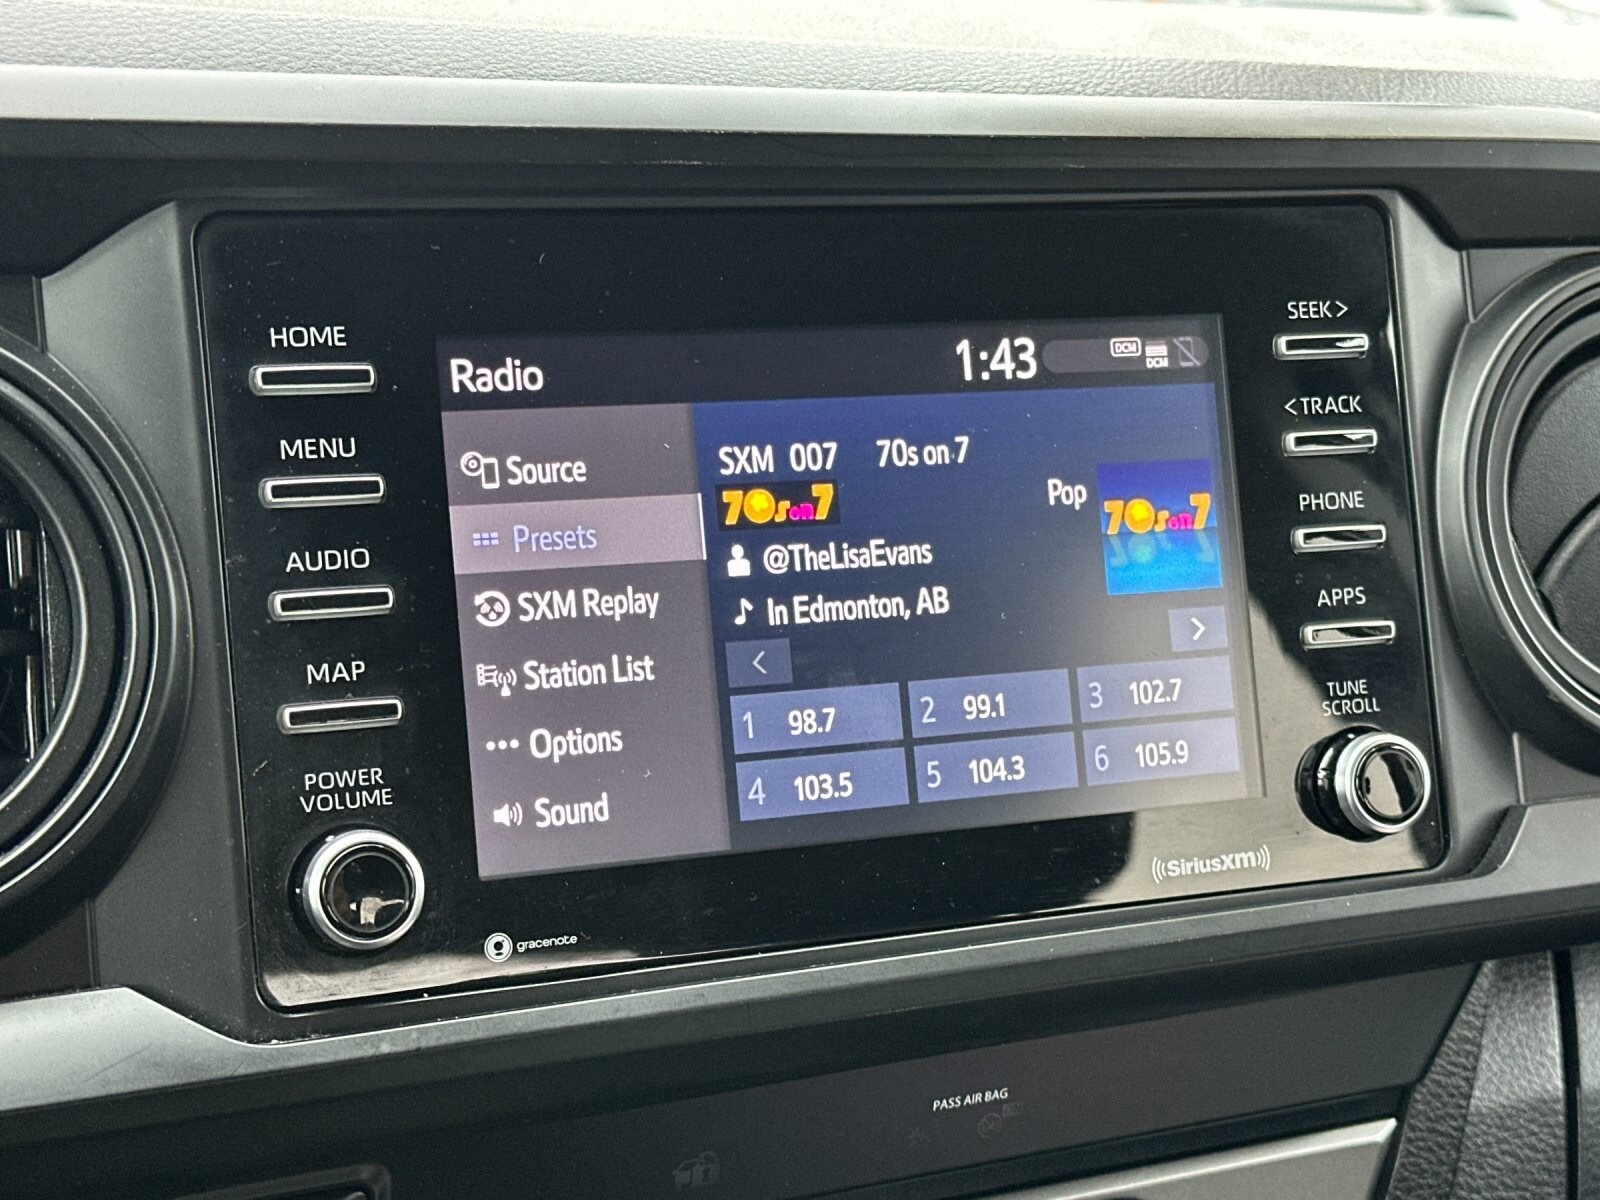 HOME
MENU
AUDIO
MAP
POWER
VOLUME
Radio
1:43
DCM
DCM
Source
Presets
SXM Replay
Station List
Options
Sound
SXM 007 70s on 7
70s on 7
Pop
70s on 7
@TheLisaEvans
In Edmonton, AB
<
>
1 98.7
2 99.1
3 102.7
4 103.5
5 104.3
6 105.9
SEEK >
< TRACK
PHONE
APPS
TUNE
SCROLL
gracenote
((SiriusXM))
PASS AIR BAG